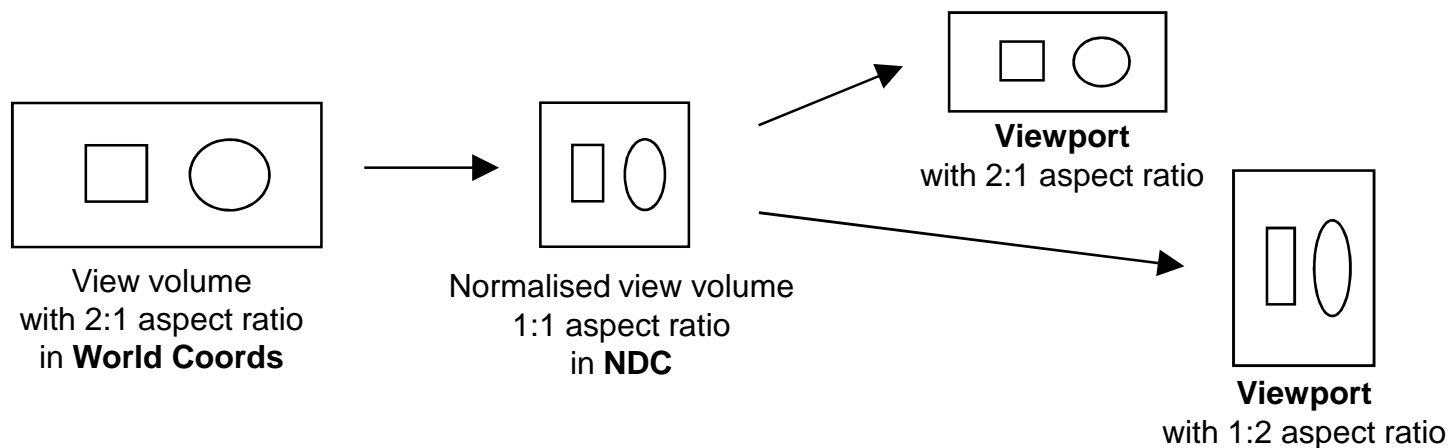 View volume
with 2:1 aspect ratio
in World Coords
Normalised view volume
1:1 aspect ratio
in NDC
Viewport
with 2:1 aspect ratio
Viewport
with 1:2 aspect ratio